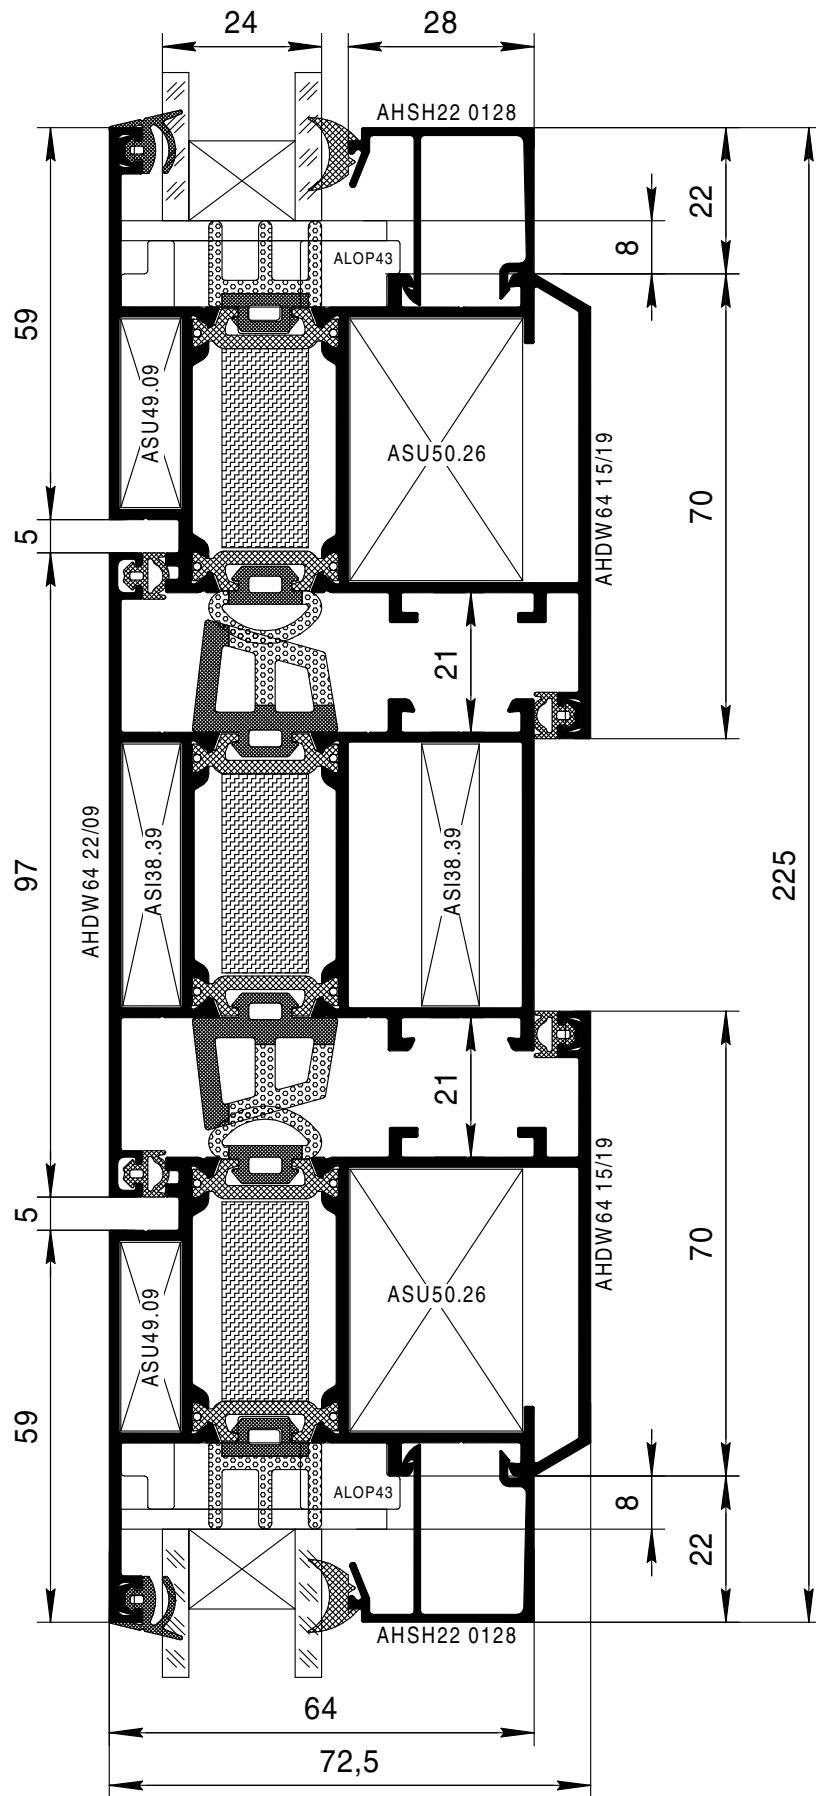 24
28
AHSH22 0128
59
22
8
ALOP43
ASU49.09
ASU50.26
AHDW64 15/19
70
5
21
97
AHDW64 22/09
ASI38.39
ASI38.39
225
21
5
AHDW64 15/19
70
ASU49.09
ASU50.26
59
ALOP43
8
22
AHSH22 0128
64
72,5